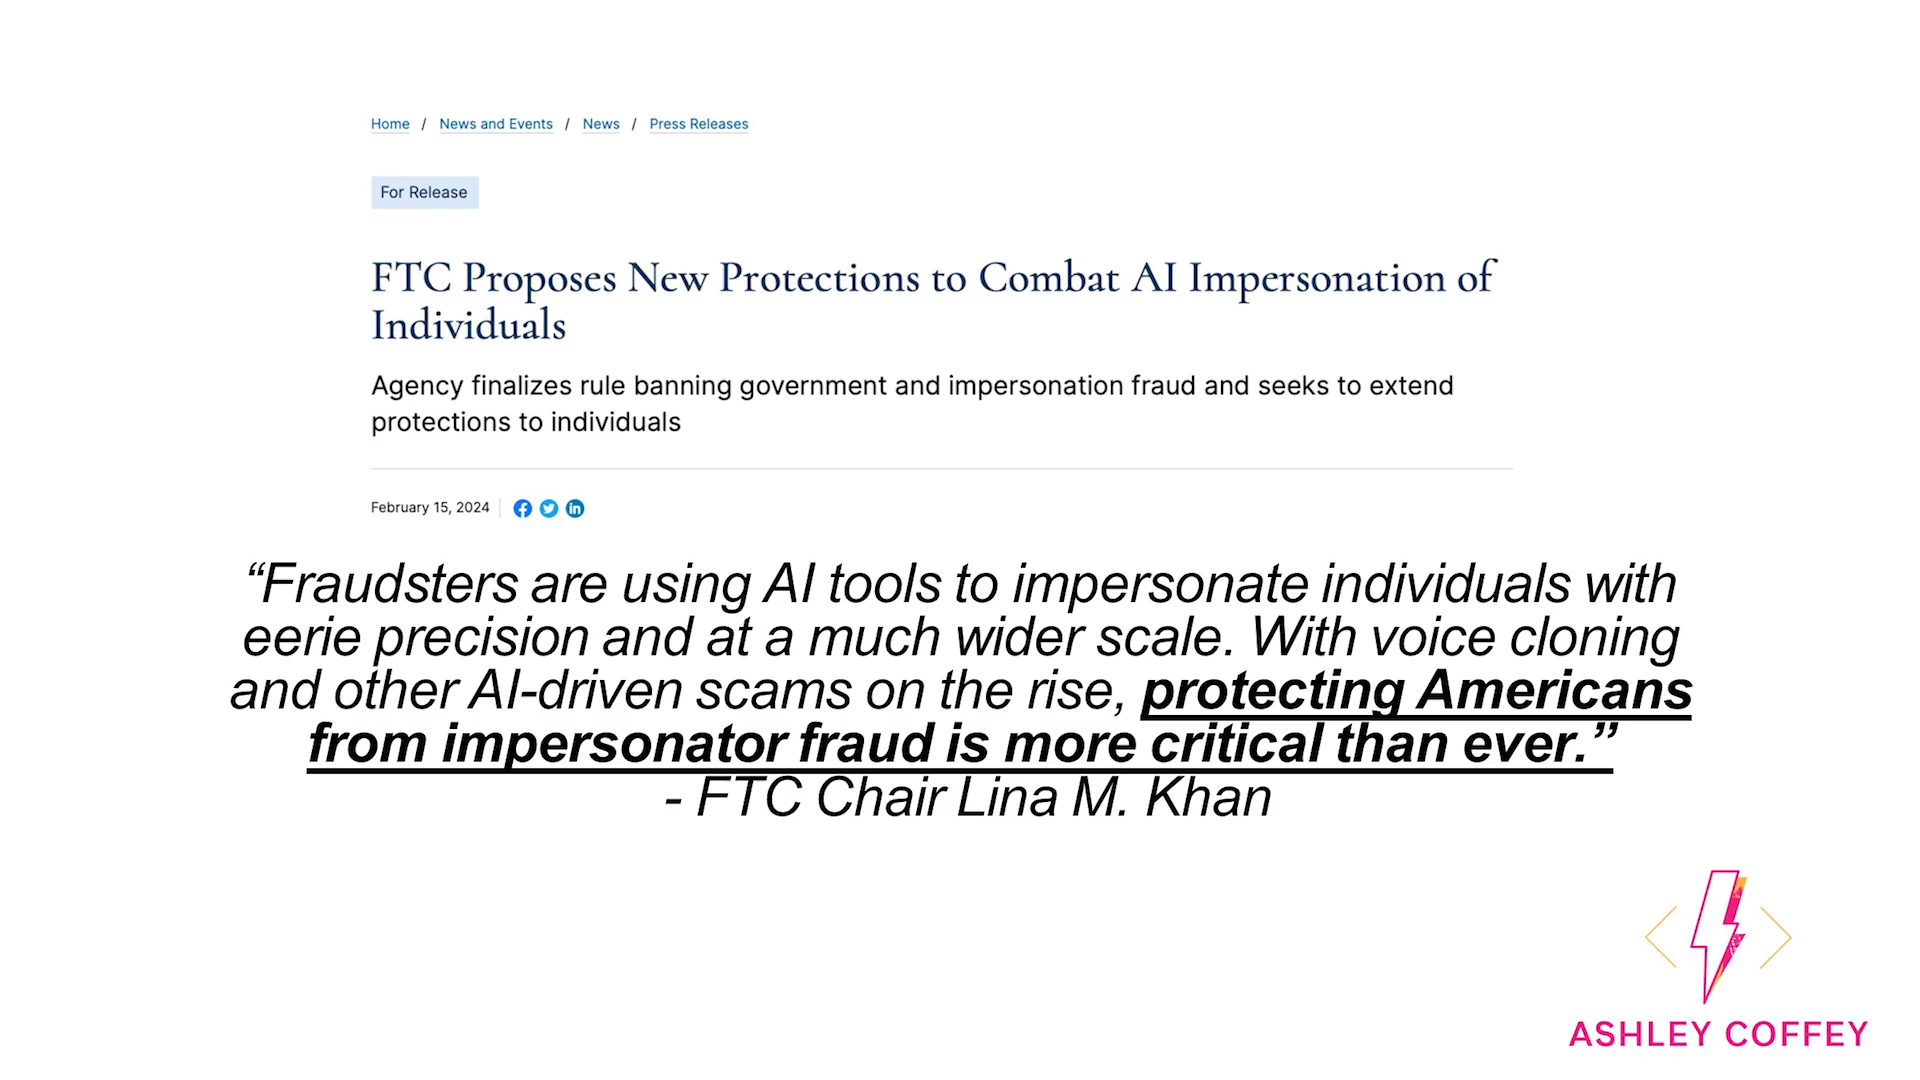 Home / News and Events / News / Press Releases
For Release
FTC Proposes New Protections to Combat AI Impersonation of
Individuals
Agency finalizes rule banning government and impersonation fraud and seeks to extend
protections to individuals
February 15, 2024
“Fraudsters are using AI tools to impersonate individuals with
eerie precision and at a much wider scale. With voice cloning
and other AI-driven scams on the rise, protecting Americans
from impersonator fraud is more critical than ever.”
- FTC Chair Lina M. Khan
ASHLEY COFFEY